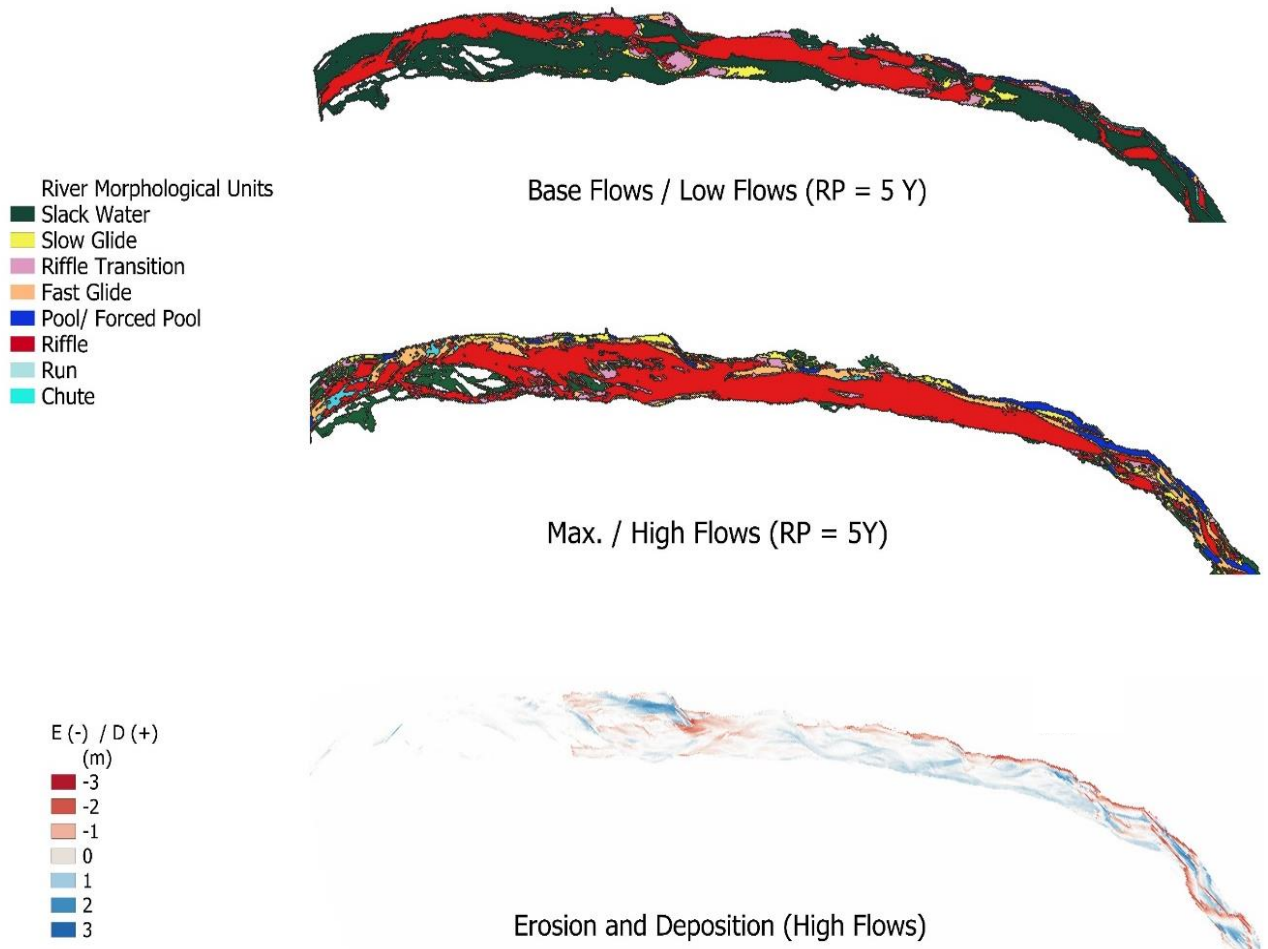 Base Flows / Low Flows (RP = 5 Y)
River Morphological Units
Slack Water
Slow Glide
Riffle Transition
Fast Glide
Pool/ Forced Pool
Riffle
Run
Chute
Max. / High Flows (RP = 5Y)
E (-) / D (+)
(m)
-3
-2
-1
0
1
2
3
Erosion and Deposition (High Flows)